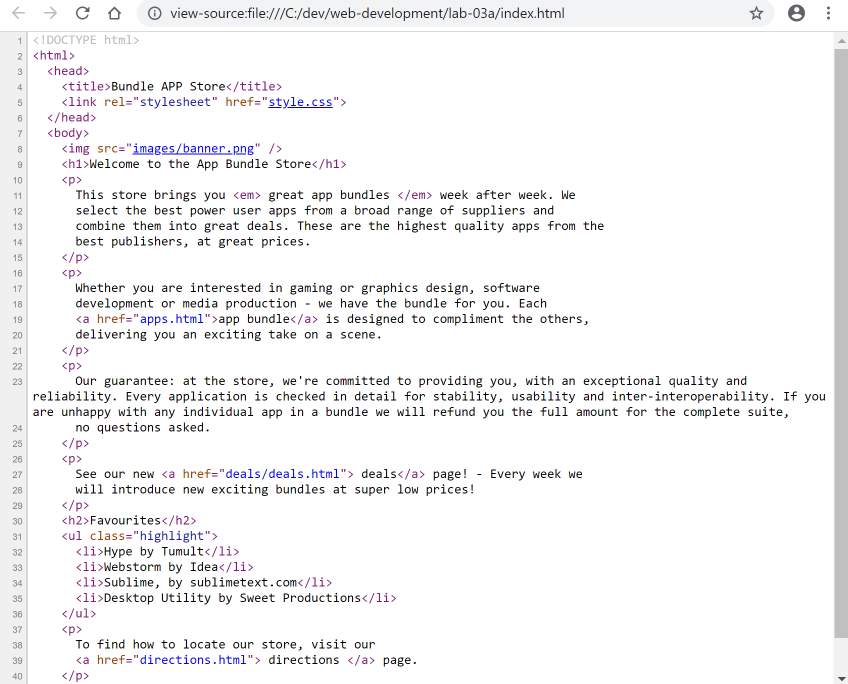 view-source:file:///C:/dev/web-development/lab-03a/index.html
1 <!DOCTYPE html>
2 <html>
3   <head>
4     <title>Bundle APP Store</title>
5     <link rel="stylesheet" href="style.css">
6   </head>
7   <body>
8     <img src="images/banner.png" />
9     <h1>Welcome to the App Bundle Store</h1>
10     <p>
11       This store brings you <em> great app bundles </em> week after week. We
12       select the best power user apps from a broad range of suppliers and
13       combine them into great deals. These are the highest quality apps from the
14       best publishers, at great prices.
15     </p>
16     <p>
17       Whether you are interested in gaming or graphics design, software
18       development or media production - we have the bundle for you. Each
19       <a href="apps.html">app bundle</a> is designed to compliment the others,
20       delivering you an exciting take on a scene.
21     </p>
22     <p>
23       Our guarantee: at the store, we're committed to providing you, with an exceptional quality and
reliability. Every application is checked in detail for stability, usability and inter-interoperability. If you
are unhappy with any individual app in a bundle we will refund you the full amount for the complete suite,
24       no questions asked.
25     </p>
26     <p>
27       See our new <a href="deals/deals.html"> deals</a> page! - Every week we
28       will introduce new exciting bundles at super low prices!
29     </p>
30     <h2>Favourites</h2>
31     <ul class="highlight">
32       <li>Hype by Tumult</li>
33       <li>Webstorm by Idea</li>
34       <li>Sublime, by sublimetext.com</li>
35       <li>Desktop Utility by Sweet Productions</li>
36     </ul>
37     <p>
38       To find how to locate our store, visit our
39       <a href="directions.html"> directions </a> page.
40     </p>